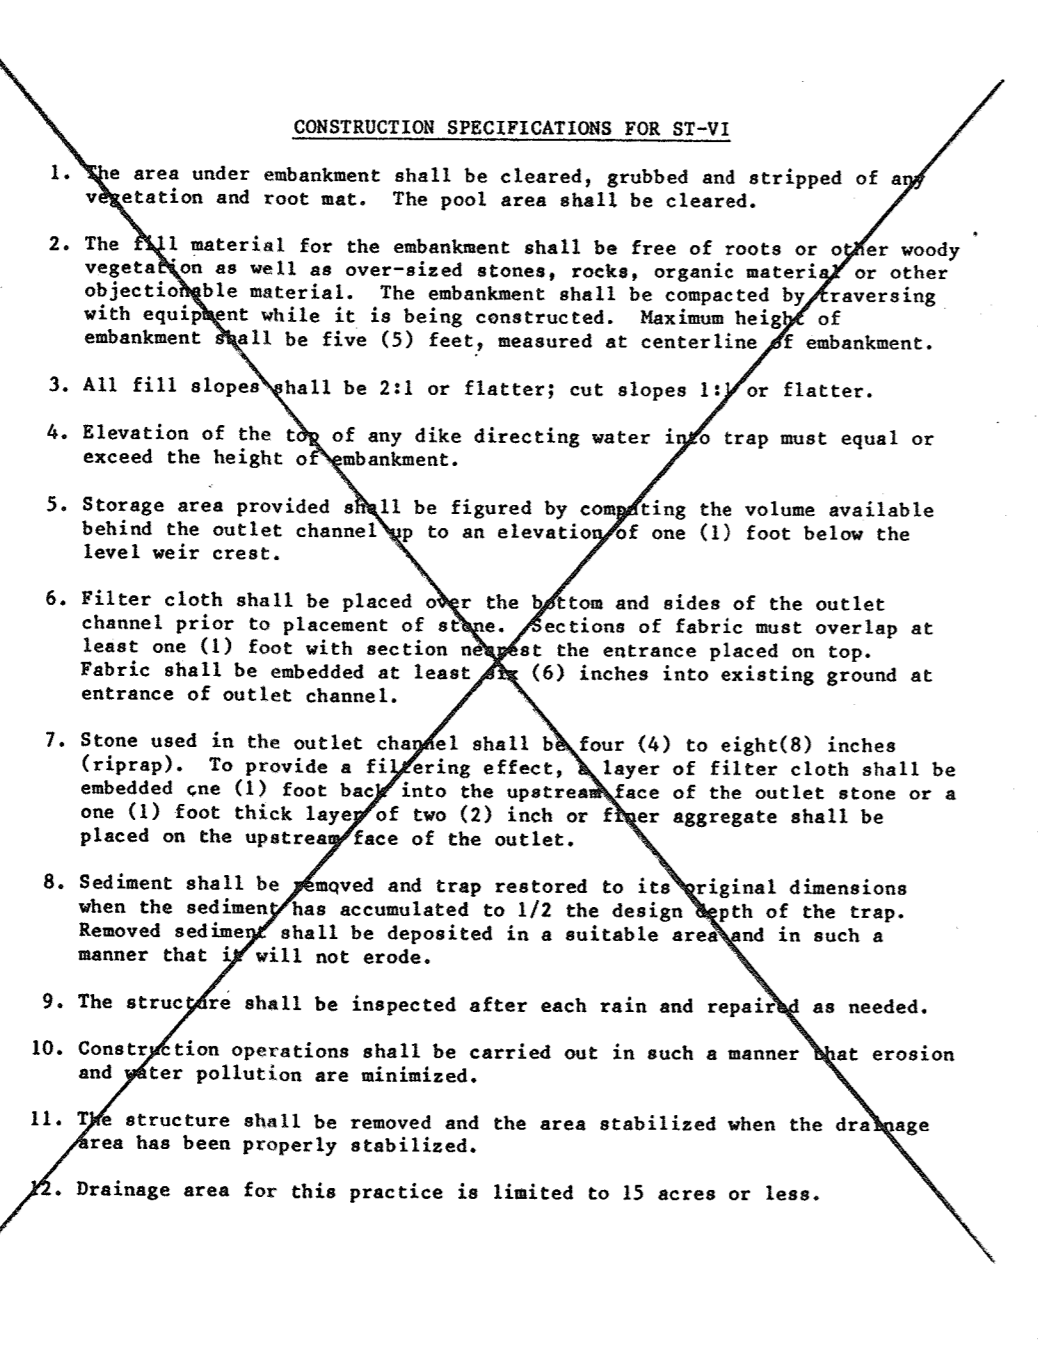 CONSTRUCTION SPECIFICATIONS FOR ST-VI
1. The area under embankment shall be cleared, grubbed and stripped of any
vegetation and root mat. The pool area shall be cleared.
2. The fill material for the embankment shall be free of roots or other woody
vegetation as well as over-sized stones, rocks, organic material or other
objectionable material. The embankment shall be compacted by traversing
with equipment while it is being constructed. Maximum height of
embankment shall be five (5) feet, measured at centerline of embankment.
3. All fill slopes shall be 2:1 or flatter; cut slopes 1:1 or flatter.
4. Elevation of the top of any dike directing water into trap must equal or
exceed the height of embankment.
5. Storage area provided shall be figured by computing the volume available
behind the outlet channel up to an elevation of one (1) foot below the
level weir crest.
6. Filter cloth shall be placed over the bottom and sides of the outlet
channel prior to placement of stone. Sections of fabric must overlap at
least one (1) foot with section nearest the entrance placed on top.
Fabric shall be embedded at least six (6) inches into existing ground at
entrance of outlet channel.
7. Stone used in the outlet channel shall be four (4) to eight(8) inches
(riprap). To provide a filtering effect, a layer of filter cloth shall be
embedded one (1) foot back into the upstream face of the outlet stone or a
one (1) foot thick layer of two (2) inch or finer aggregate shall be
placed on the upstream face of the outlet.
8. Sediment shall be removed and trap restored to its original dimensions
when the sediment has accumulated to 1/2 the design depth of the trap.
Removed sediment shall be deposited in a suitable area and in such a
manner that it will not erode.
9. The structure shall be inspected after each rain and repaired as needed.
10. Construction operations shall be carried out in such a manner that erosion
and water pollution are minimized.
11. The structure shall be removed and the area stabilized when the drainage
area has been properly stabilized.
12. Drainage area for this practice is limited to 15 acres or less.